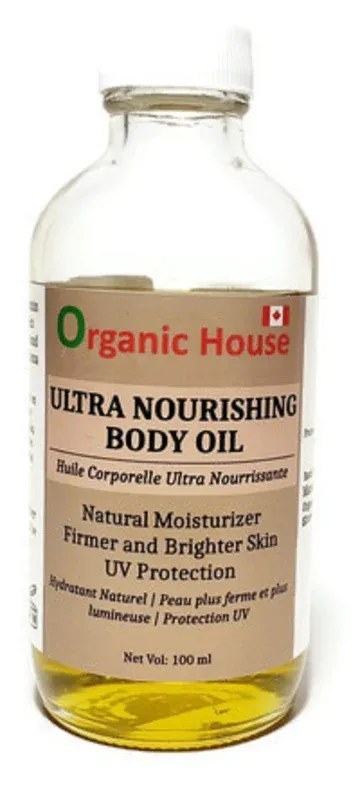 Organic House
ULTRA NOURISHING
BODY OIL
Huile Corporelle Ultra Nourrissante
Natural Moisturizer
Firmer and Brighter Skin
UV Protection
Hydratant Naturel | Peau plus ferme et plus
lumineuse | Protection UV
Net Vol: 100 ml